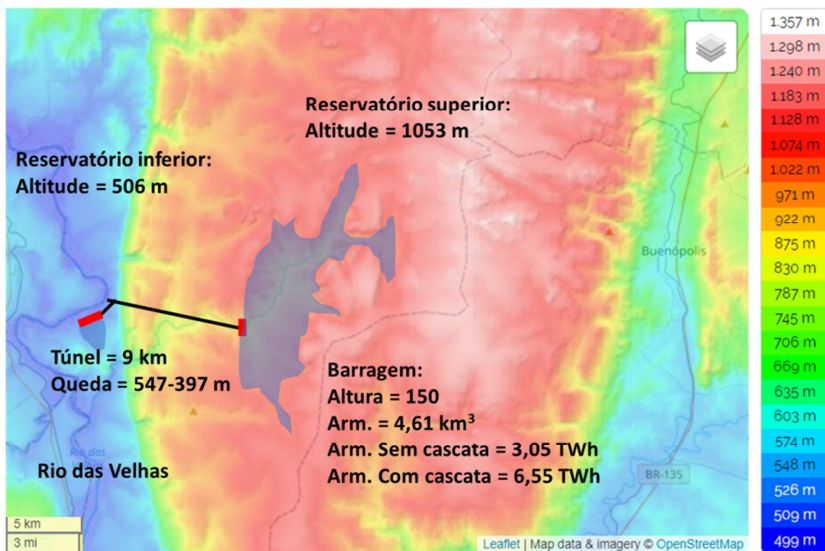 Reservatório superior:
Altitude = 1053 m
Reservatório inferior:
Altitude = 506 m
Buenópolis
Túnel = 9 km
Queda = 547-397 m
Barragem:
Altura = 150
Arm. = 4,61 km³
Arm. Sem cascata = 3,05 TWh
Arm. Com cascata = 6,55 TWh
Rio das
Rio das Velhas
BR-135
5 km
3 mi
Leaflet | Map data & imagery © OpenStreetMap
1.357 m
1.298 m
1.240 m
1.183 m
1.128 m
1.074 m
1.022 m
971 m
922 m
875 m
830 m
787 m
745 m
706 m
669 m
635 m
603 m
574 m
548 m
526 m
509 m
499 m